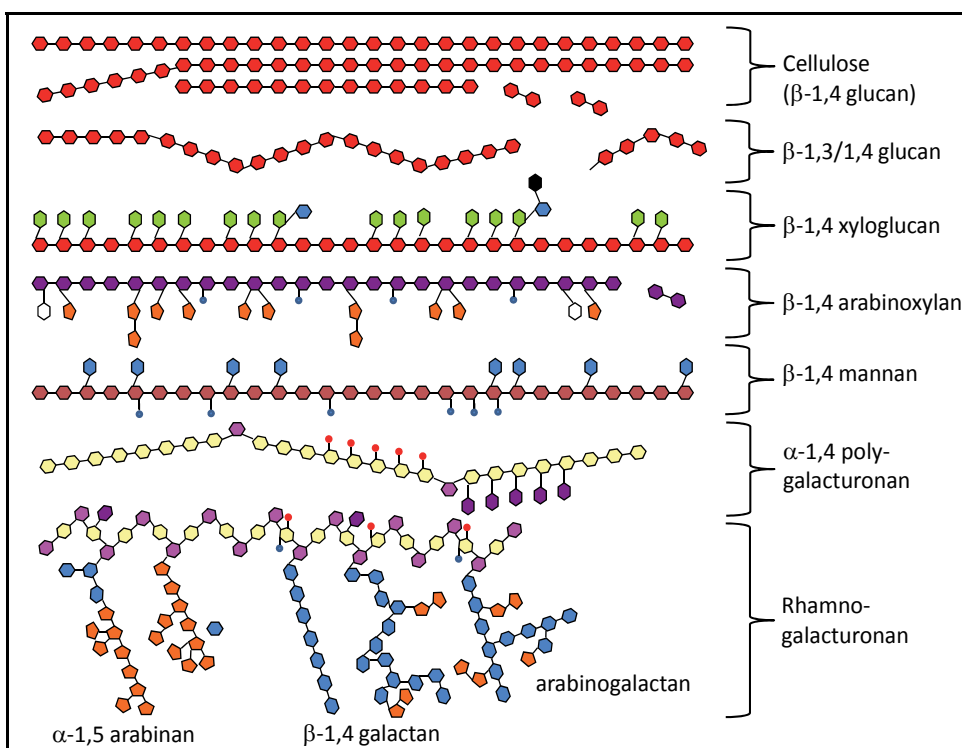 Cellulose
(β-1,4 glucan)
β-1,3/1,4 glucan
β-1,4 xyloglucan
β-1,4 arabinoxylan
β-1,4 mannan
α-1,4 poly-
galacturonan
Rhamno-
galacturonan
arabinogalactan
α-1,5 arabinan
β-1,4 galactan